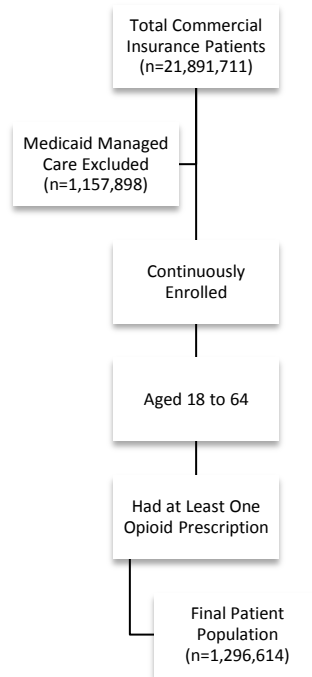 Total Commercial
Insurance Patients
(n=21,891,711)
Medicaid Managed
Care Excluded
(n=1,157,898)
Continuously
Enrolled
Aged 18 to 64
Had at Least One
Opioid Prescription
Final Patient
Population
(n=1,296,614)